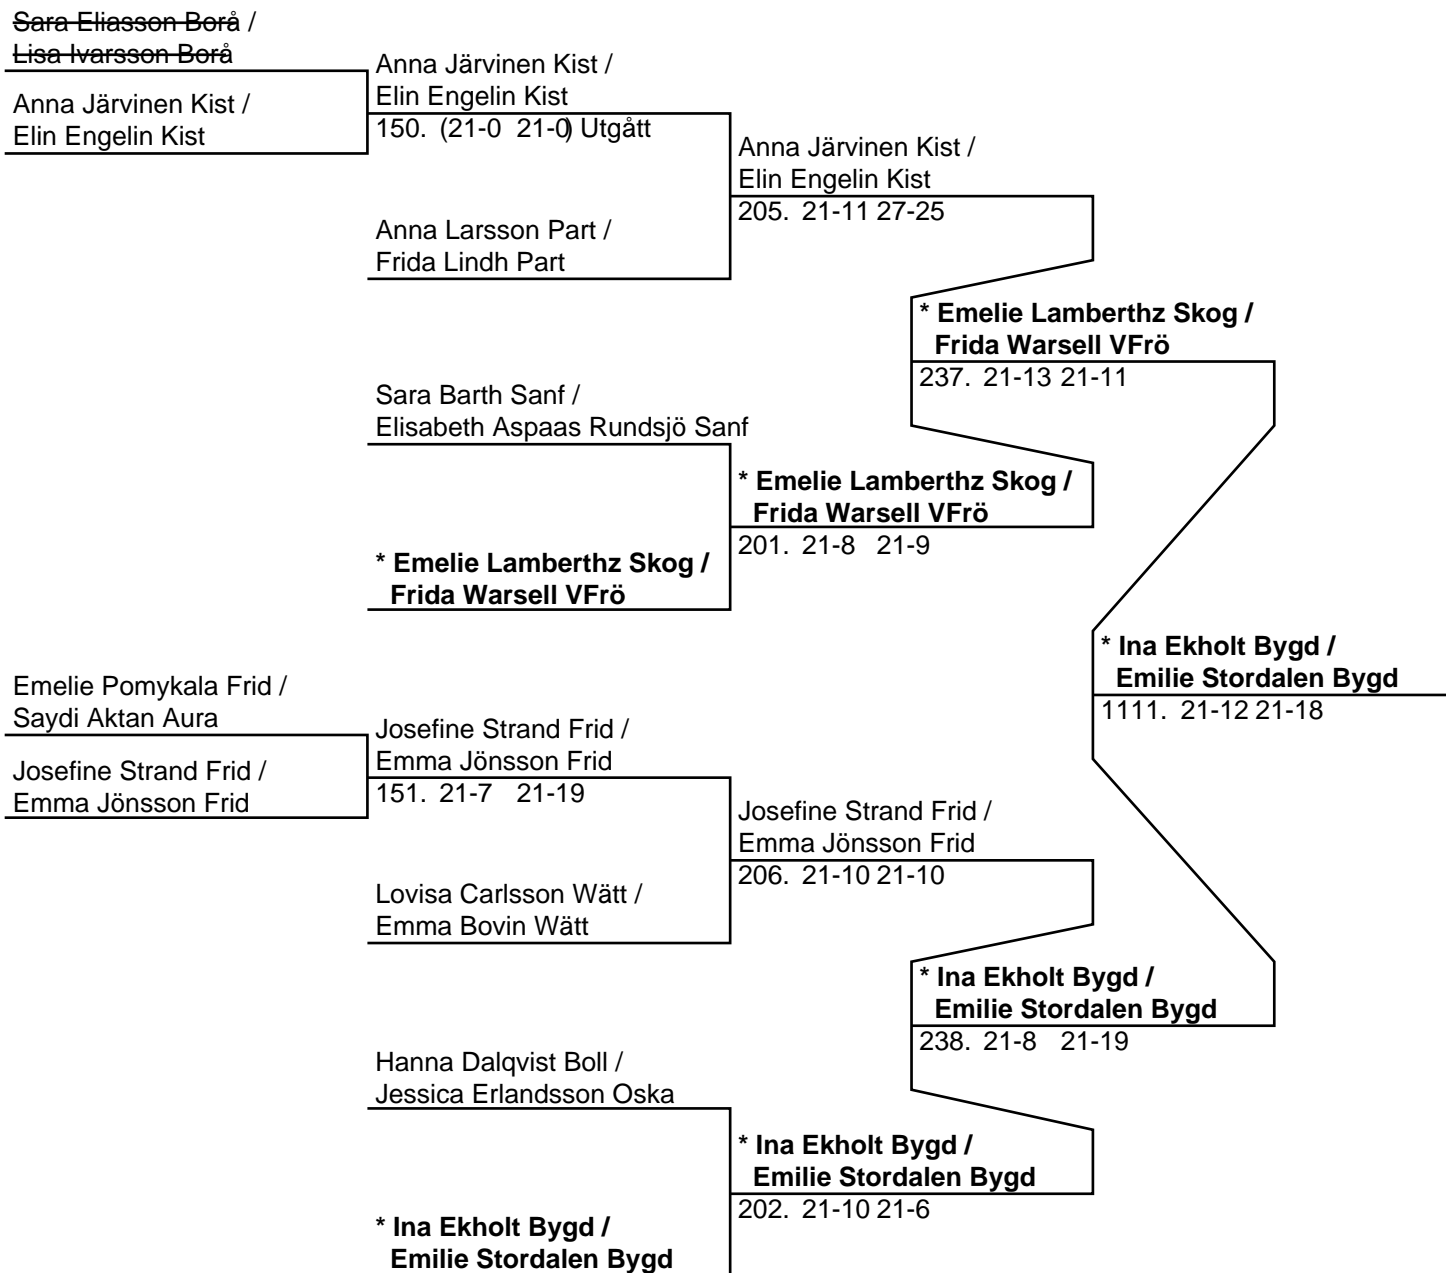 Sara Eliasson Borå /
Lisa Ivarsson Borå
Anna Järvinen Kist /
Elin Engelin Kist
Anna Järvinen Kist /
Elin Engelin Kist
150. (21-0 21-0) Utgått
Anna Järvinen Kist /
Elin Engelin Kist
205. 21-11 27-25
Anna Larsson Part /
Frida Lindh Part
* Emelie Lamberthz Skog /
Frida Warsell VFrö
237. 21-13 21-11
Sara Barth Sanf /
Elisabeth Aspaas Rundsjö Sanf
* Emelie Lamberthz Skog /
Frida Warsell VFrö
201. 21-8 21-9
* Emelie Lamberthz Skog /
Frida Warsell VFrö
* Ina Ekholt Bygd /
Emilie Stordalen Bygd
1111. 21-12 21-18
Emelie Pomykala Frid /
Saydi Aktan Aura
Josefine Strand Frid /
Emma Jönsson Frid
Josefine Strand Frid /
Emma Jönsson Frid
151. 21-7 21-19
Josefine Strand Frid /
Emma Jönsson Frid
206. 21-10 21-10
Lovisa Carlsson Wätt /
Emma Bovin Wätt
* Ina Ekholt Bygd /
Emilie Stordalen Bygd
238. 21-8 21-19
Hanna Dalqvist Boll /
Jessica Erlandsson Oska
* Ina Ekholt Bygd /
Emilie Stordalen Bygd
202. 21-10 21-6
* Ina Ekholt Bygd /
Emilie Stordalen Bygd